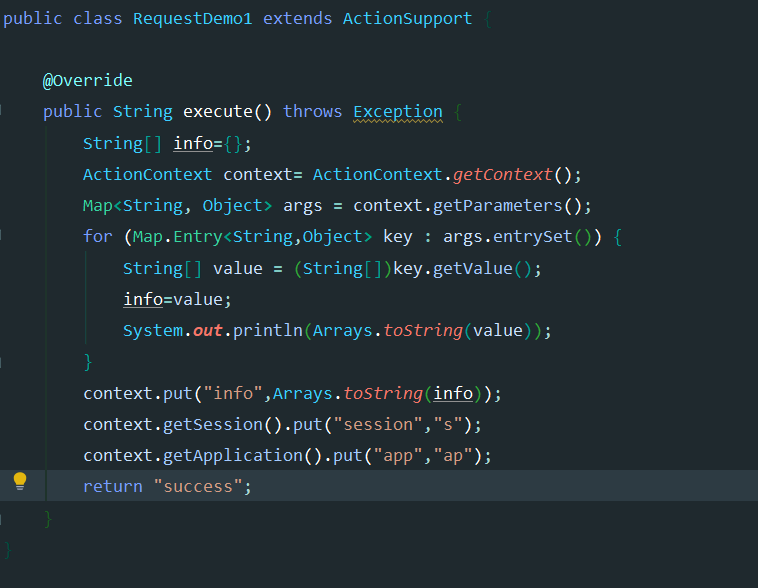 public class RequestDemo1 extends ActionSupport {
@Override
public String execute() throws Exception {
String[] info={};
ActionContext context= ActionContext.getContext();
Map<String, Object> args = context.getParameters();
for (Map.Entry<String,Object> key : args.entrySet()) {
String[] value = (String[])key.getValue();
info=value;
System.out.println(Arrays.toString(value));
}
context.put("info",Arrays.toString(info));
context.getSession().put("session","s");
context.getApplication().put("app","ap");
return "success";
}
}